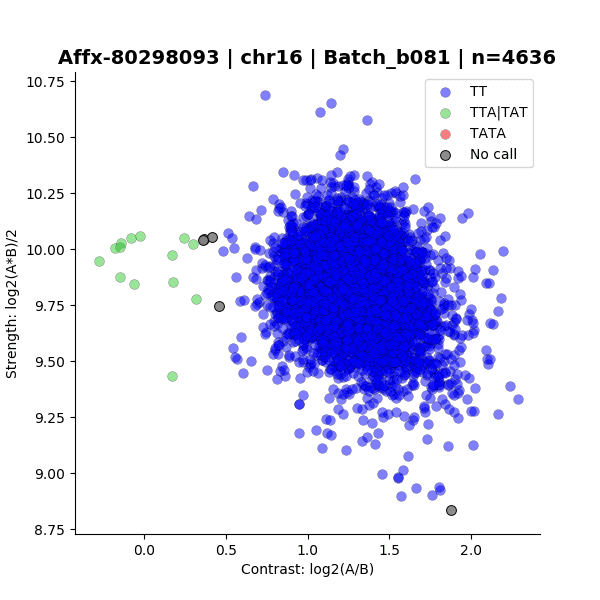 Affx-80298093 | chr16 | Batch_b081 | n=4636
TT
TTA|TAT
TATA
No call
10.75
10.50
10.25
10.00
9.75
9.50
9.25
9.00
8.75
Strength: log2(A*B)/2
0.0 0.5 1.0 1.5 2.0
Contrast: log2(A/B)